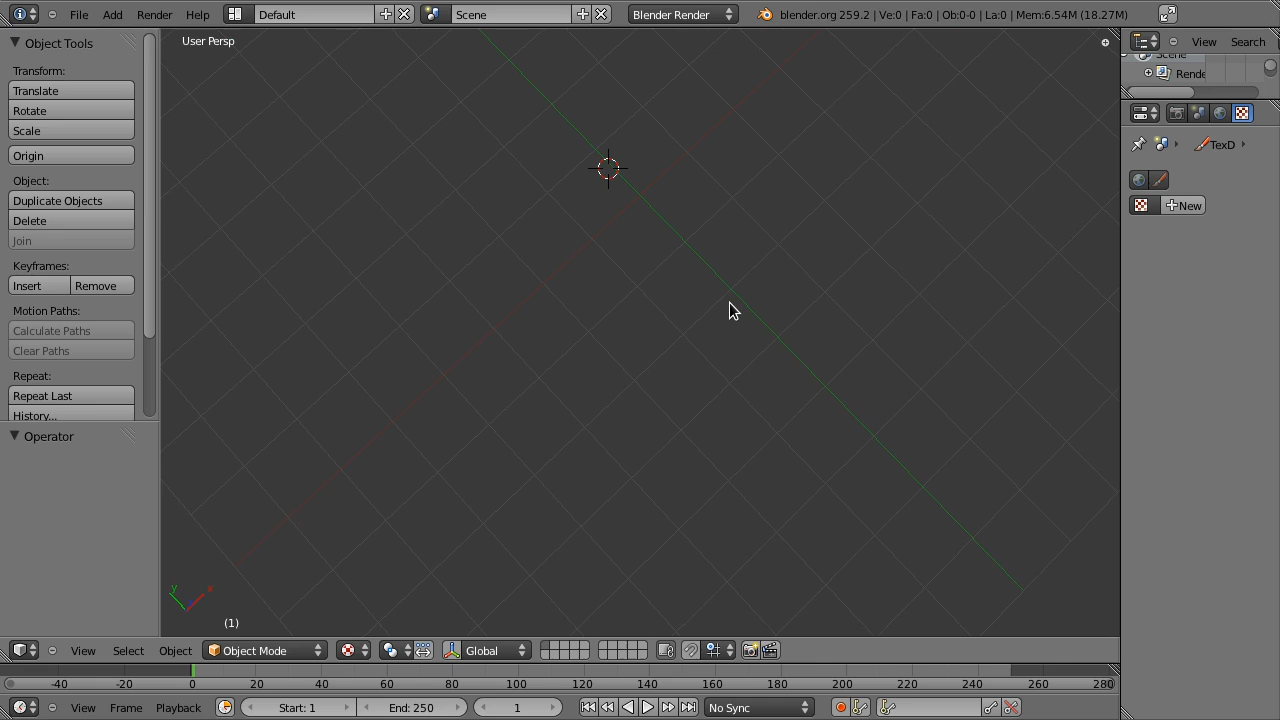 File Add Render Help Default Scene Blender Render blender.org 259.2 | Ve:0 | Fa:0 | Ob:0-0 | La:0 | Mem:6.54M (18.27M)
Object Tools
Transform:
Translate
Rotate
Scale
Origin
Object:
Duplicate Objects
Delete
Join
Keyframes:
Insert Remove
Motion Paths:
Calculate Paths
Clear Paths
Repeat:
Repeat Last
History...
Operator
User Persp
y x
(1)
View Search
Scene
Rende
TexD
New
View Select Object Object Mode Global
-40 -20 0 20 40 60 80 100 120 140 160 180 200 220 240 260 280
View Frame Playback Start: 1 End: 250 1 No Sync